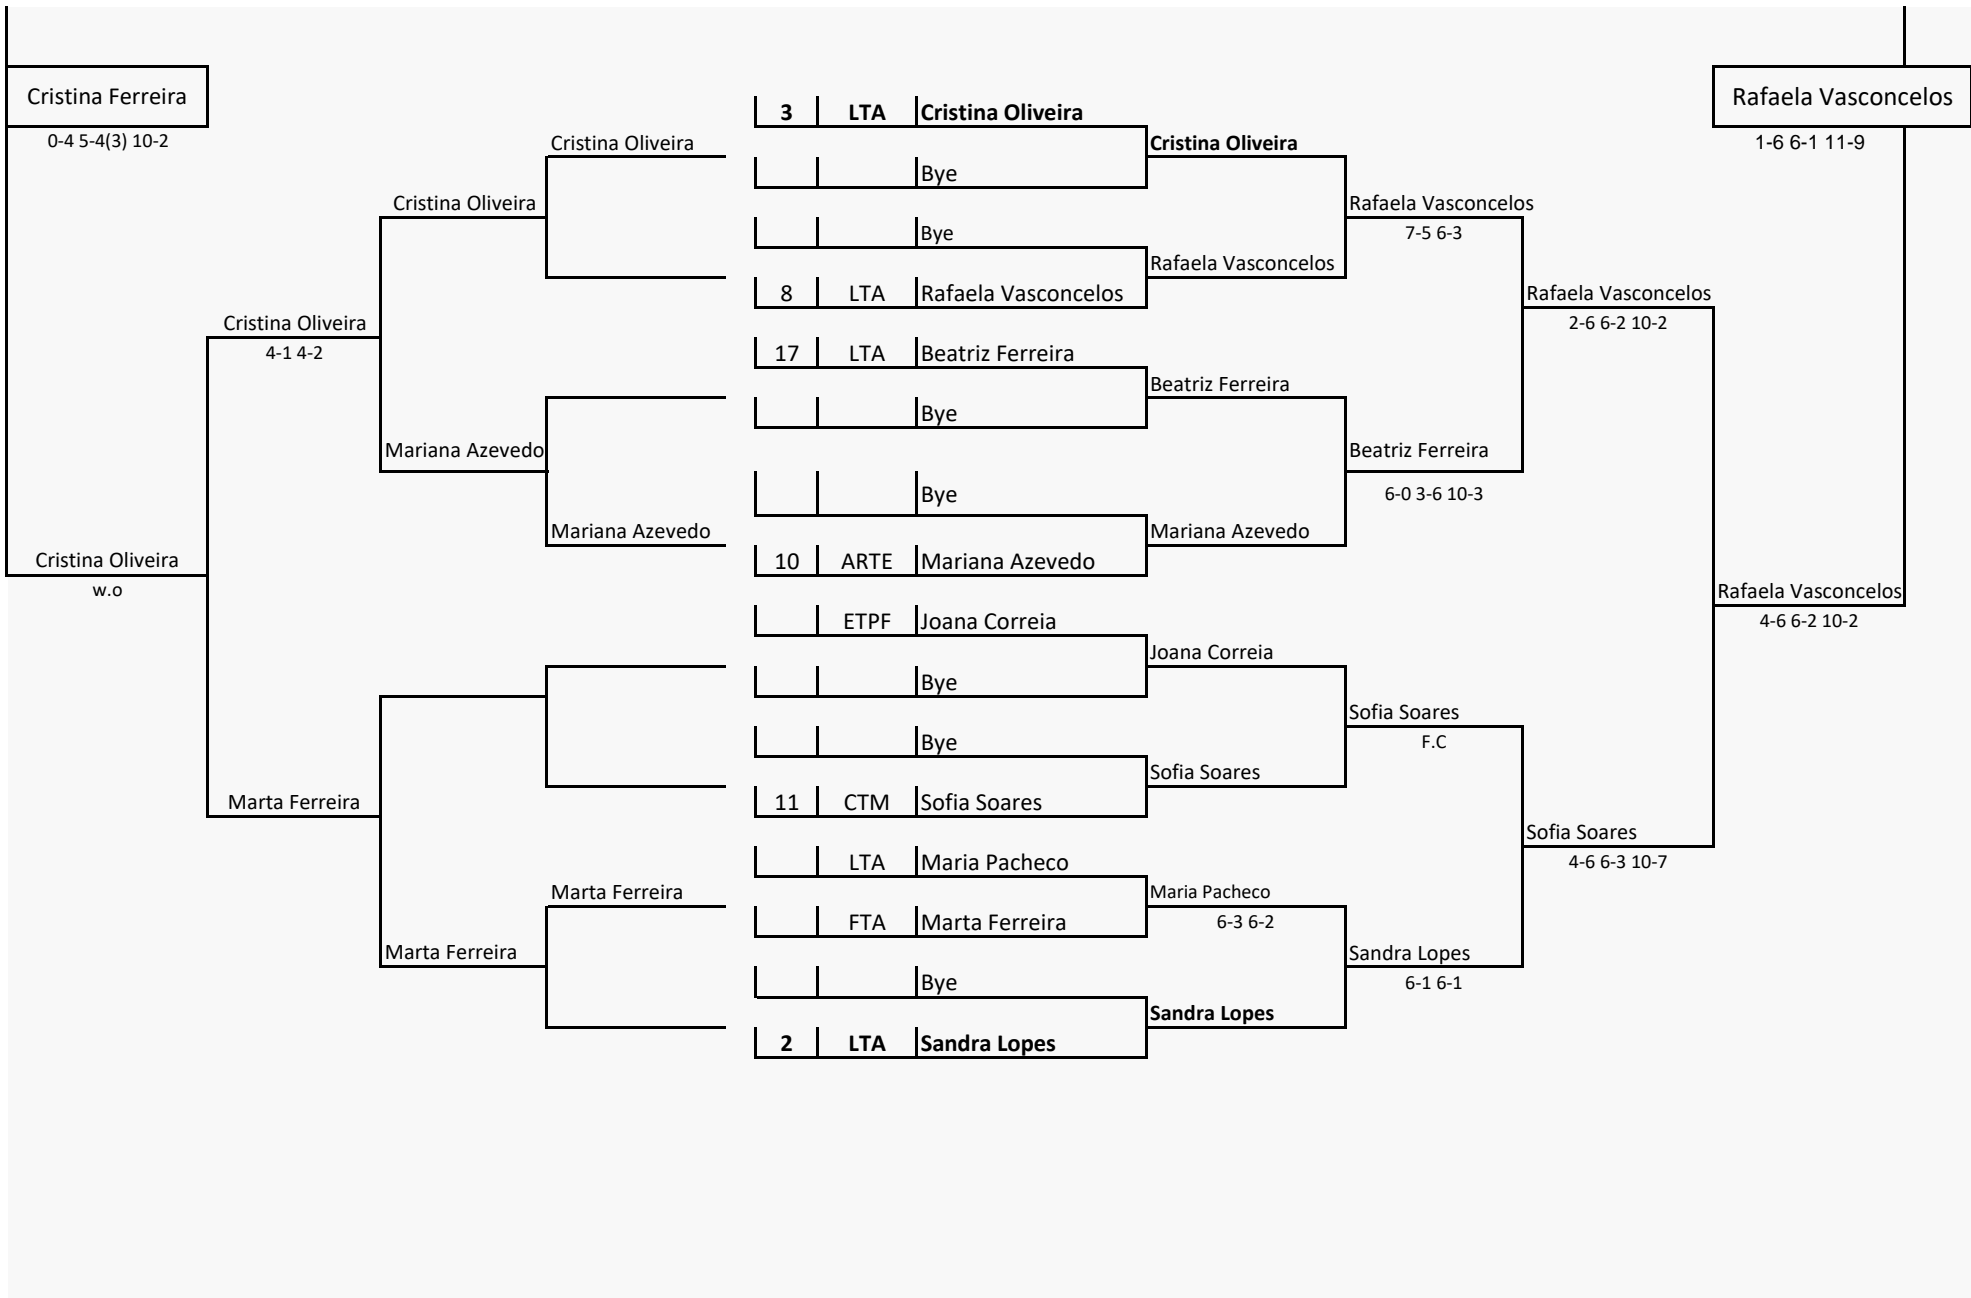 Cristina Ferreira
Rafaela Vasconcelos
3 LTA Cristina Oliveira
0-4 5-4(3) 10-2
Cristina Oliveira
Cristina Oliveira
1-6 6-1 11-9
Bye
Cristina Oliveira
Rafaela Vasconcelos
Bye
7-5 6-3
Rafaela Vasconcelos
8 LTA Rafaela Vasconcelos
Rafaela Vasconcelos
Cristina Oliveira
2-6 6-2 10-2
4-1 4-2
17 LTA Beatriz Ferreira
Beatriz Ferreira
Bye
Mariana Azevedo
Beatriz Ferreira
Bye
6-0 3-6 10-3
Mariana Azevedo
Mariana Azevedo
Cristina Oliveira
10 ARTE Mariana Azevedo
w.o
Rafaela Vasconcelos
ETPF Joana Correia
4-6 6-2 10-2
Joana Correia
Bye
Sofia Soares
Bye
F.C
Sofia Soares
Marta Ferreira
11 CTM Sofia Soares
Sofia Soares
LTA Maria Pacheco
4-6 6-3 10-7
Marta Ferreira
Maria Pacheco
FTA Marta Ferreira
6-3 6-2
Marta Ferreira
Sandra Lopes
Bye
6-1 6-1
Sandra Lopes
2 LTA Sandra Lopes